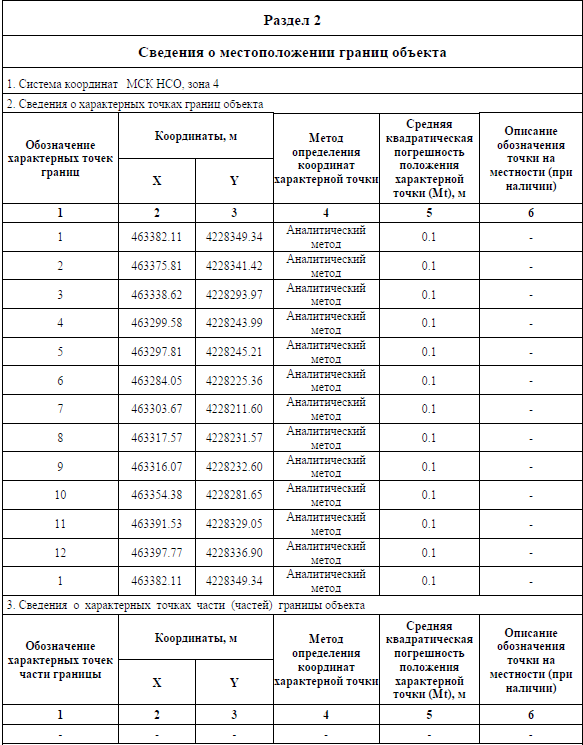 Раздел 2
Сведения о местоположении границ объекта
1. Система координат МСК НСО, зона 4
2. Сведения о характерных точках границ объекта
Обозначение характерных точек границ
Координаты, м
Метод определения координат характерной точки
Средняя квадратическая погрешность положения характерной точки (Mt), м
Описание обозначения точки на местности (при наличии)
X Y
1 2 3 4 5 6
1 463382.11 4228349.34 Аналитический метод 0.1 -
2 463375.81 4228341.42 Аналитический метод 0.1 -
3 463338.62 4228293.97 Аналитический метод 0.1 -
4 463299.58 4228243.99 Аналитический метод 0.1 -
5 463297.81 4228245.21 Аналитический метод 0.1 -
6 463284.05 4228225.36 Аналитический метод 0.1 -
7 463303.67 4228211.60 Аналитический метод 0.1 -
8 463317.57 4228231.57 Аналитический метод 0.1 -
9 463316.07 4228232.60 Аналитический метод 0.1 -
10 463354.38 4228281.65 Аналитический метод 0.1 -
11 463391.53 4228329.05 Аналитический метод 0.1 -
12 463397.77 4228336.90 Аналитический метод 0.1 -
1 463382.11 4228349.34 Аналитический метод 0.1 -
3. Сведения о характерных точках части (частей) границы объекта
Обозначение характерных точек части границы
Координаты, м
Метод определения координат характерной точки
Средняя квадратическая погрешность положения характерной точки (Mt), м
Описание обозначения точки на местности (при наличии)
X Y
1 2 3 4 5 6
- - - - - -